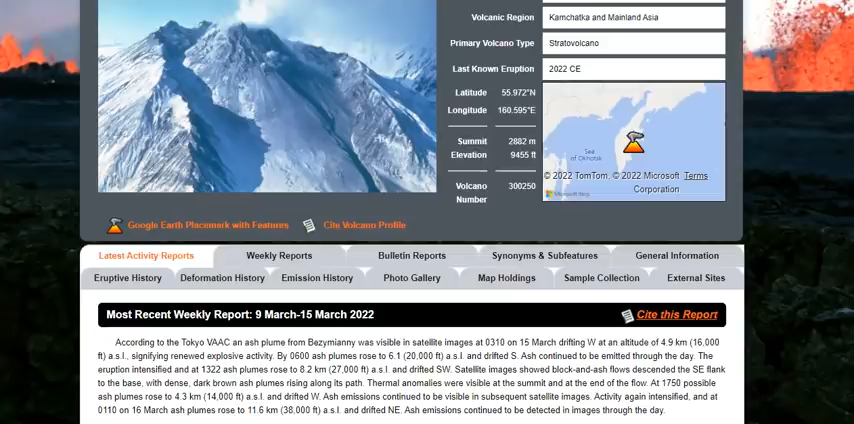 Volcanic Region Kamchatka and Mainland Asia
Primary Volcano Type Stratovolcano
Last Known Eruption 2022 CE
Latitude 55.972°N
Longitude 160.595°E
Summit Elevation 2882 m
9455 ft
Volcano Number 300250
Sea
of Okhotsk
© 2022 TomTom, © 2022 Microsoft Terms
Corporation
Microsoft Bing
Google Earth Placemark with Features Cite Volcano Profile
Latest Activity Reports Weekly Reports Bulletin Reports Synonyms & Subfeatures General Information
Eruptive History Deformation History Emission History Photo Gallery Map Holdings Sample Collection External Sites
Most Recent Weekly Report: 9 March-15 March 2022 Cite this Report
According to the Tokyo VAAC an ash plume from Bezymianny was visible in satellite images at 0310 on 15 March drifting W at an altitude of 4.9 km (16,000
ft) a.s.l., signifying renewed explosive activity. By 0600 ash plumes rose to 6.1 (20,000 ft) a.s.l. and drifted S. Ash continued to be emitted through the day. The
eruption intensified and at 1322 ash plumes rose to 8.2 km (27,000 ft) a.s.l. and drifted SW. Satellite images showed block-and-ash flows descended the SE flank
to the base, with dense, dark brown ash plumes rising along its path. Thermal anomalies were visible at the summit and at the end of the flow. At 1750 possible
ash plumes rose to 4.3 km (14,000 ft) a.s.l. and drifted W. Ash emissions continued to be visible in subsequent satellite images. Activity again intensified, and at
0110 on 16 March ash plumes rose to 11.6 km (38,000 ft) a.s.l. and drifted NE. Ash emissions continued to be detected in images through the day.